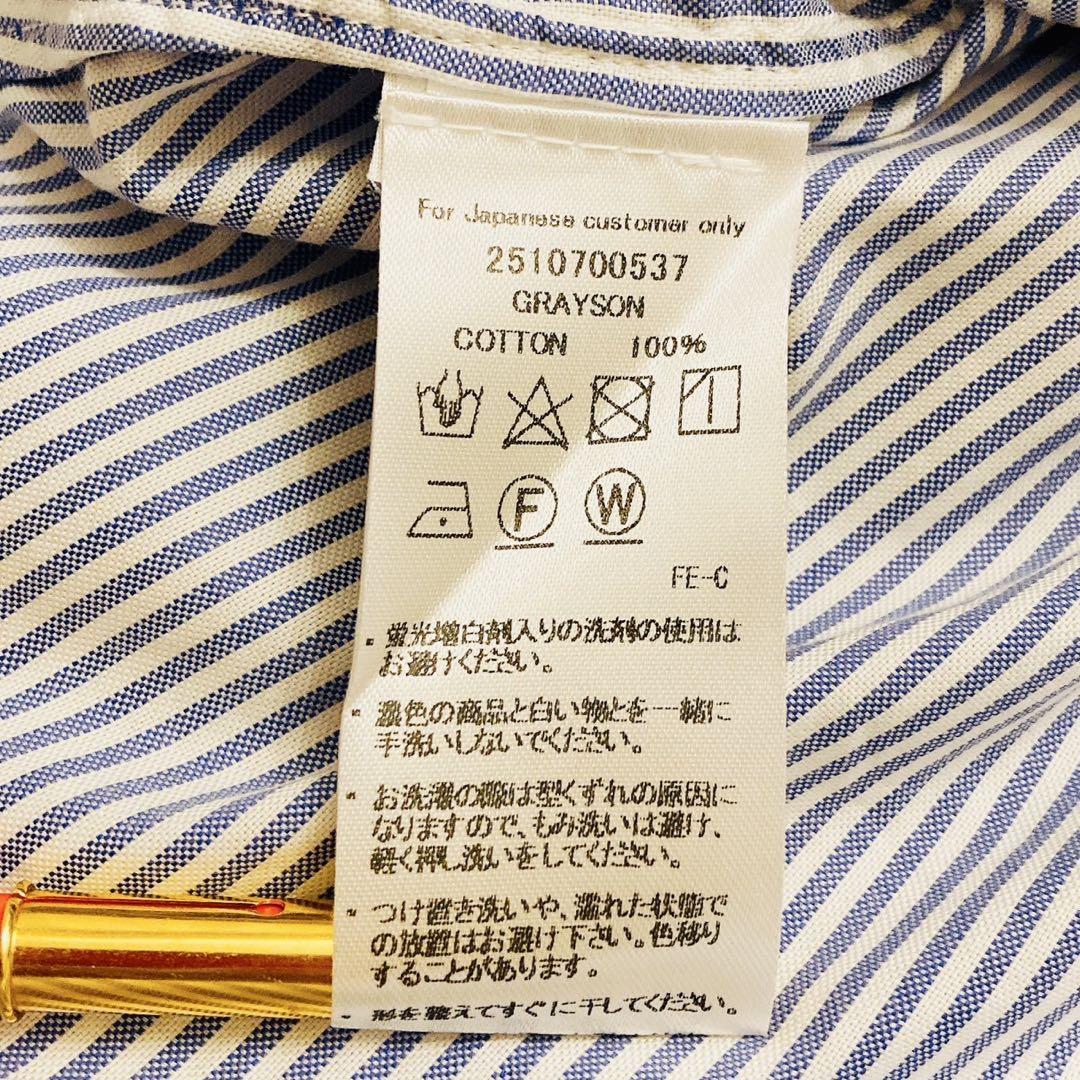 For Japanese customer only
2510700537
GRAYSON
COTTON 100%
F W
FE-C
・蛍光増白剤入りの洗剤の使用は
お避けください。
・濃色の商品と白い物とを一緒に
手洗いしないでください。
・お洗濯の際は型くずれの原因に
なりますので、もみ洗いは避け、
軽く押し洗いをしてください。
・つけ置き洗いや、濡れた状態で
の放置はお避け下さい。色移り
することがあります。
・形を整えてすぐに干してください。